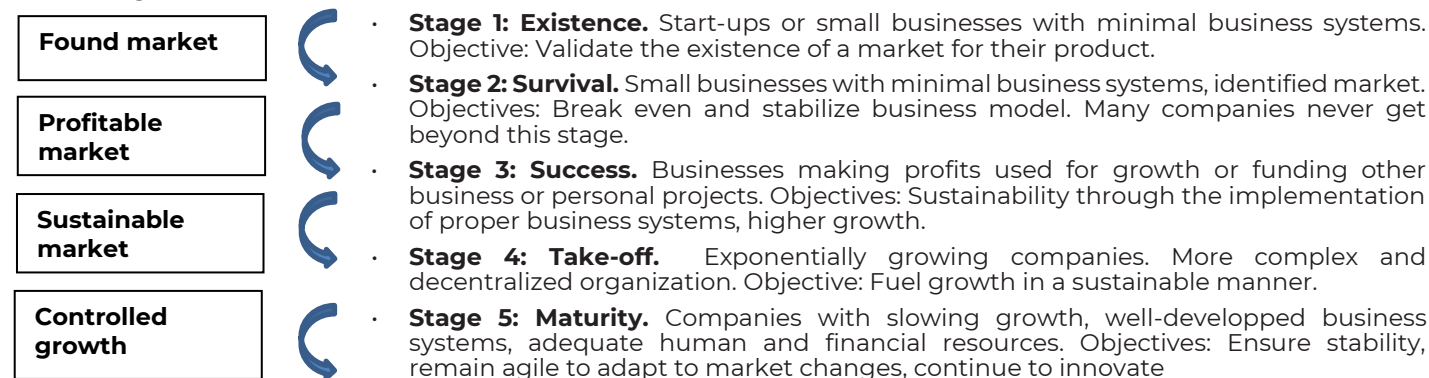 Found market
• Stage 1: Existence. Start-ups or small businesses with minimal business systems.
Objective: Validate the existence of a market for their product.
• Stage 2: Survival. Small businesses with minimal business systems, identified market.
Objectives: Break even and stabilize business model. Many companies never get
beyond this stage.
Profitable
market
• Stage 3: Success. Businesses making profits used for growth or funding other
business or personal projects. Objectives: Sustainability through the implementation
of proper business systems, higher growth.
Sustainable
market
• Stage 4: Take-off. Exponentially growing companies. More complex and
decentralized organization. Objective: Fuel growth in a sustainable manner.
Controlled
growth
• Stage 5: Maturity. Companies with slowing growth, well-developped business
systems, adequate human and financial resources. Objectives: Ensure stability,
remain agile to adapt to market changes, continue to innovate